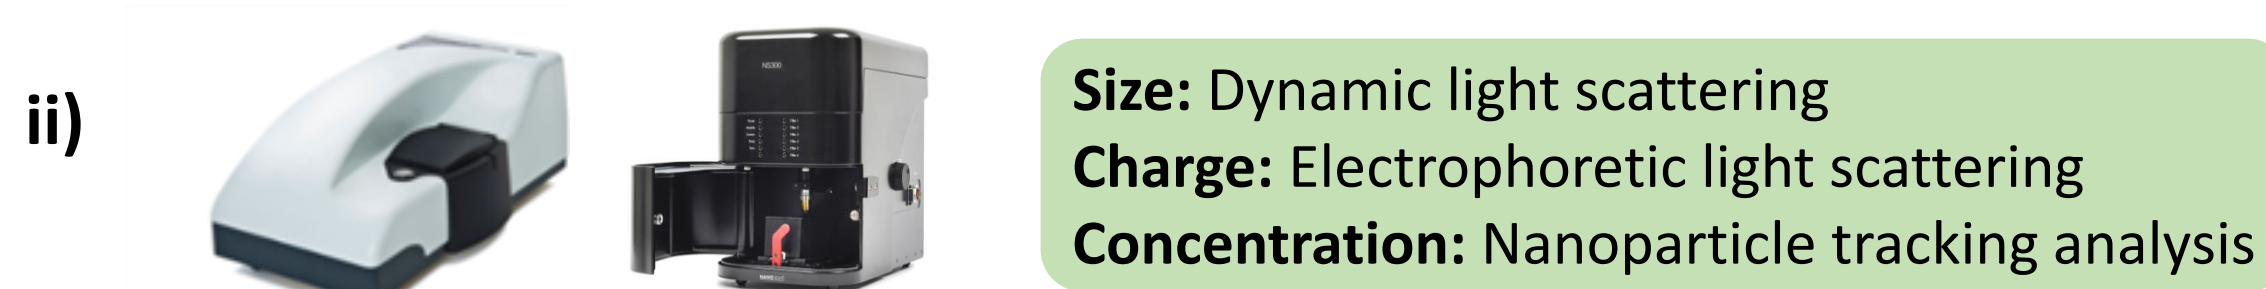 ii)
NS300
Size: Dynamic light scattering
Charge: Electrophoretic light scattering
Concentration: Nanoparticle tracking analysis